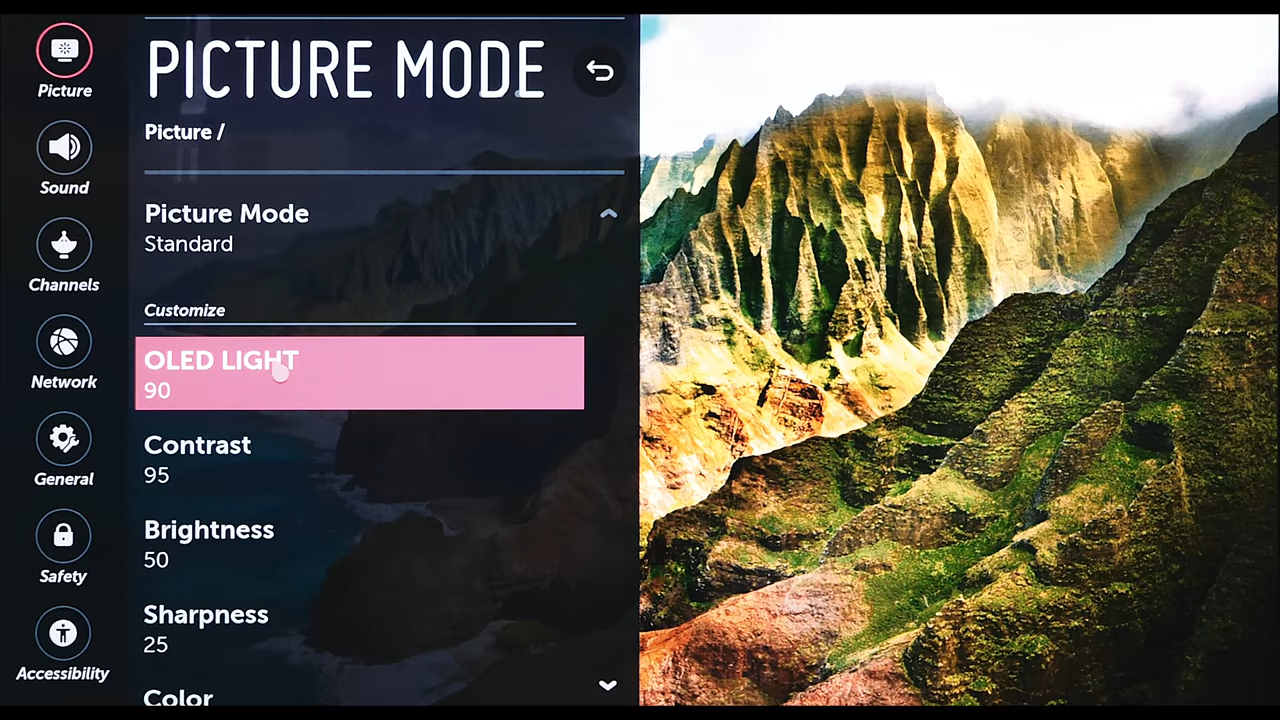 PICTURE MODE
Picture /
Picture Mode
Standard
Customize
OLED LIGHT
90
Contrast
95
Brightness
50
Sharpness
25
Color
Picture
Sound
Channels
Network
General
Safety
Accessibility